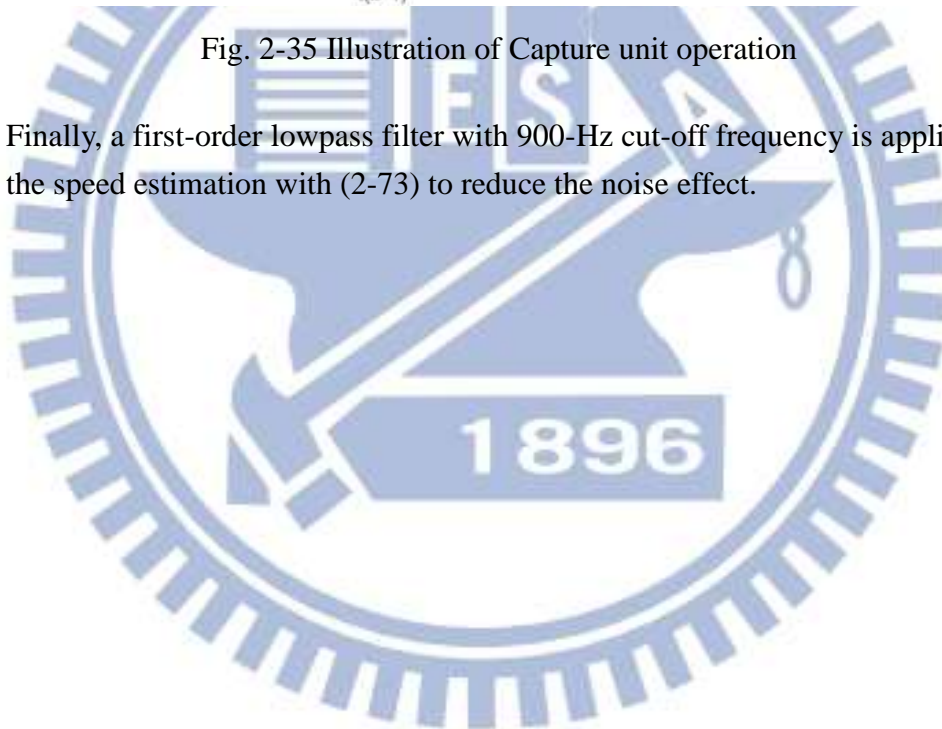 Fig. 2-35 Illustration of Capture unit operation
ES A
Finally, a first-order lowpass filter with 900-Hz cut-off frequency is appli
the speed estimation with (2-73) to reduce the noise effect.
1896